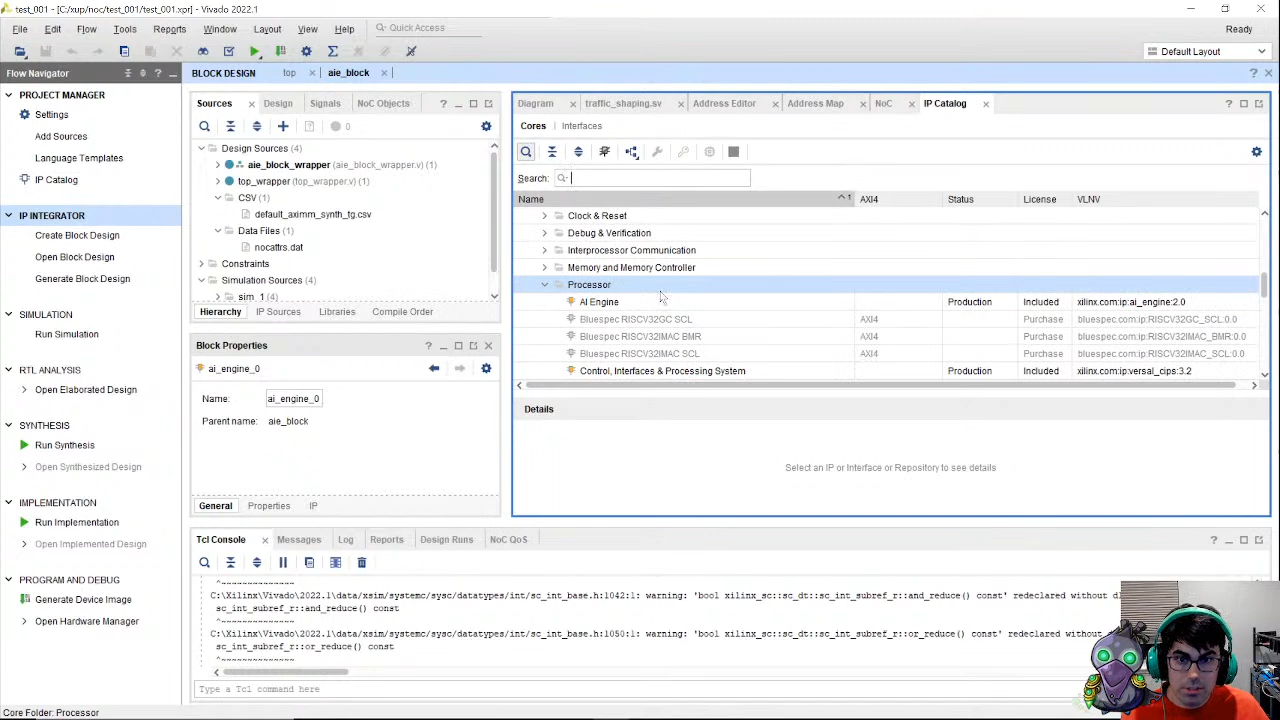 test_001 - [C:/xup/noc/test_001/test_001.xpr] - Vivado 2022.1
File Edit Flow Tools Reports Window Layout View Help Quick Access Ready
Default Layout
Flow Navigator
BLOCK DESIGN top aie_block
PROJECT MANAGER
Settings
Add Sources
Language Templates
IP Catalog
IP INTEGRATOR
Create Block Design
Open Block Design
Generate Block Design
SIMULATION
Run Simulation
RTL ANALYSIS
Open Elaborated Design
SYNTHESIS
Run Synthesis
Open Synthesized Design
IMPLEMENTATION
Run Implementation
Open Implemented Design
PROGRAM AND DEBUG
Generate Device Image
Open Hardware Manager
Sources Design Signals NoC Objects
0
Design Sources (4)
aie_block_wrapper (aie_block_wrapper.v) (1)
top_wrapper (top_wrapper.v) (1)
CSV (1)
default_aximm_synth_tg.csv
Data Files (1)
nocattrs.dat
Constraints
Simulation Sources (4)
sim_1 (4)
Hierarchy IP Sources Libraries Compile Order
Block Properties
ai_engine_0
Name: ai_engine_0
Parent name: aie_block
General Properties IP
Diagram traffic_shaping.sv Address Editor Address Map NoC IP Catalog
Cores Interfaces
Search:
Name AXI4 Status License VLNV
Clock & Reset
Debug & Verification
Interprocessor Communication
Memory and Memory Controller
Processor
AI Engine Production Included xilinx.com:ip:ai_engine:2.0
Bluespec RISCV32GC SCL AXI4 Purchase bluespec.com:ip:RISCV32GC_SCL:0.0
Bluespec RISCV32IMAC BMR AXI4 Purchase bluespec.com:ip:RISCV32IMAC_BMR:0.0
Bluespec RISCV32IMAC SCL AXI4 Purchase bluespec.com:ip:RISCV32IMAC_SCL:0.0
Control, Interfaces & Processing System Production Included xilinx.com:ip:versal_cips:3.2
Details
Select an IP or Interface or Repository to see details
Tcl Console Messages Log Reports Design Runs NoC QoS
^~~~~~~~~~~~~~~
C:\Xilinx\Vivado\2022.1\data/xsim/systemc/sysc/datatypes/int/sc_int_base.h:1042:1: warning: 'bool xilinx_sc::sc_dt::sc_int_subref_r::and_reduce() const' redeclared without
sc_int_subref_r::and_reduce() const
^~~~~~~~~~~~~~~
C:\Xilinx\Vivado\2022.1\data/xsim/systemc/sysc/datatypes/int/sc_int_base.h:1050:1: warning: 'bool xilinx_sc::sc_dt::sc_int_subref_r::or_reduce() const' redeclared without
sc_int_subref_r::or_reduce() const
^~~~~~~~~~~~~~~
Type a Tcl command here
Core Folder: Processor